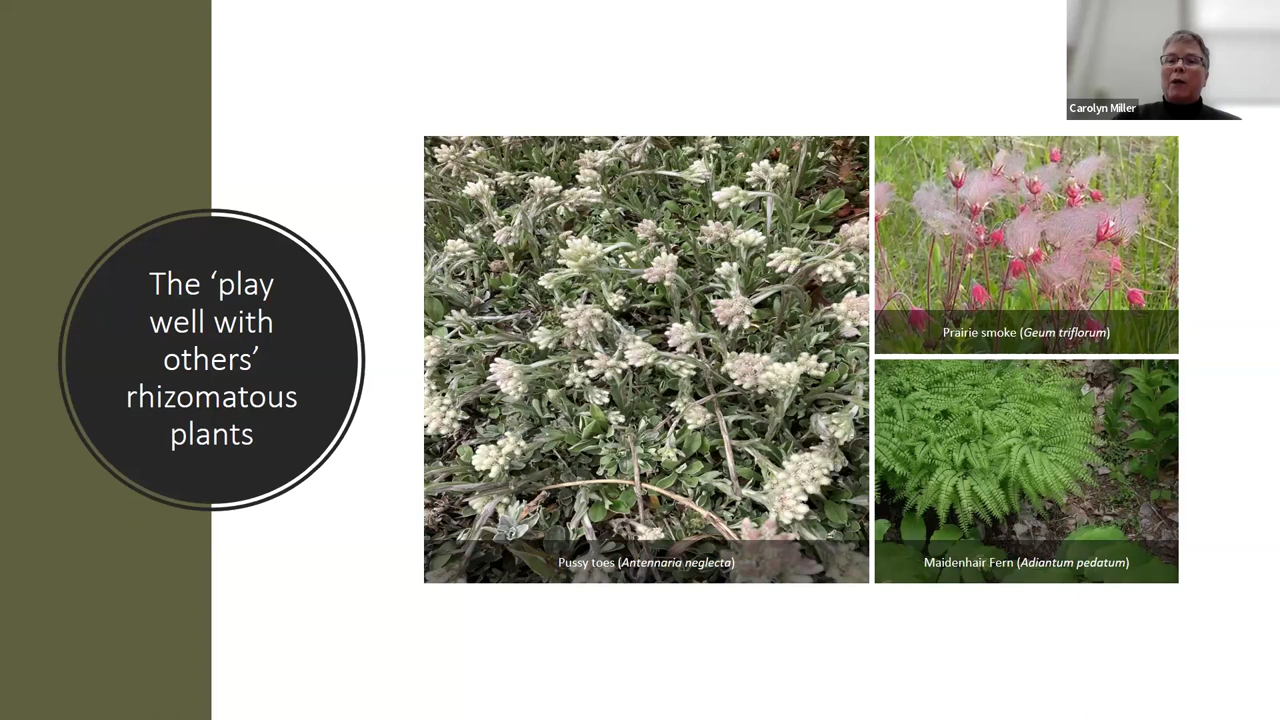 The ‘play
well with
others’
rhizomatous
plants
Carolyn Miller
Prairie smoke (Geum triflorum)
Pussy toes (Antennaria neglecta)
Maidenhair Fern (Adiantum pedatum)